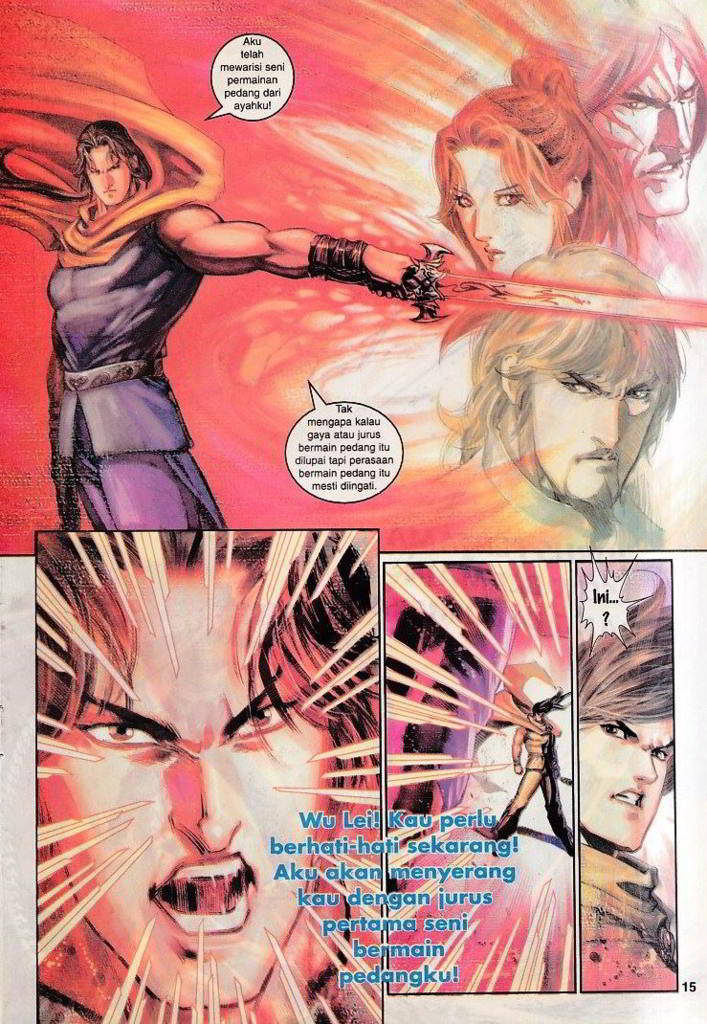 Aku
telah
mewarisi seni
permainan
pedang dari
ayahku!
Tak
mengapa kalau
gaya atau jurus
bermain pedang itu
dilupai tapi perasaan
bermain pedang itu
mesti diingati.
Ini...
?
Wu Lei! Kau perlu
berhati-hati sekarang!
Aku akan menyerang
kau dengan jurus
pertama seni
bermain
pedangku!
15